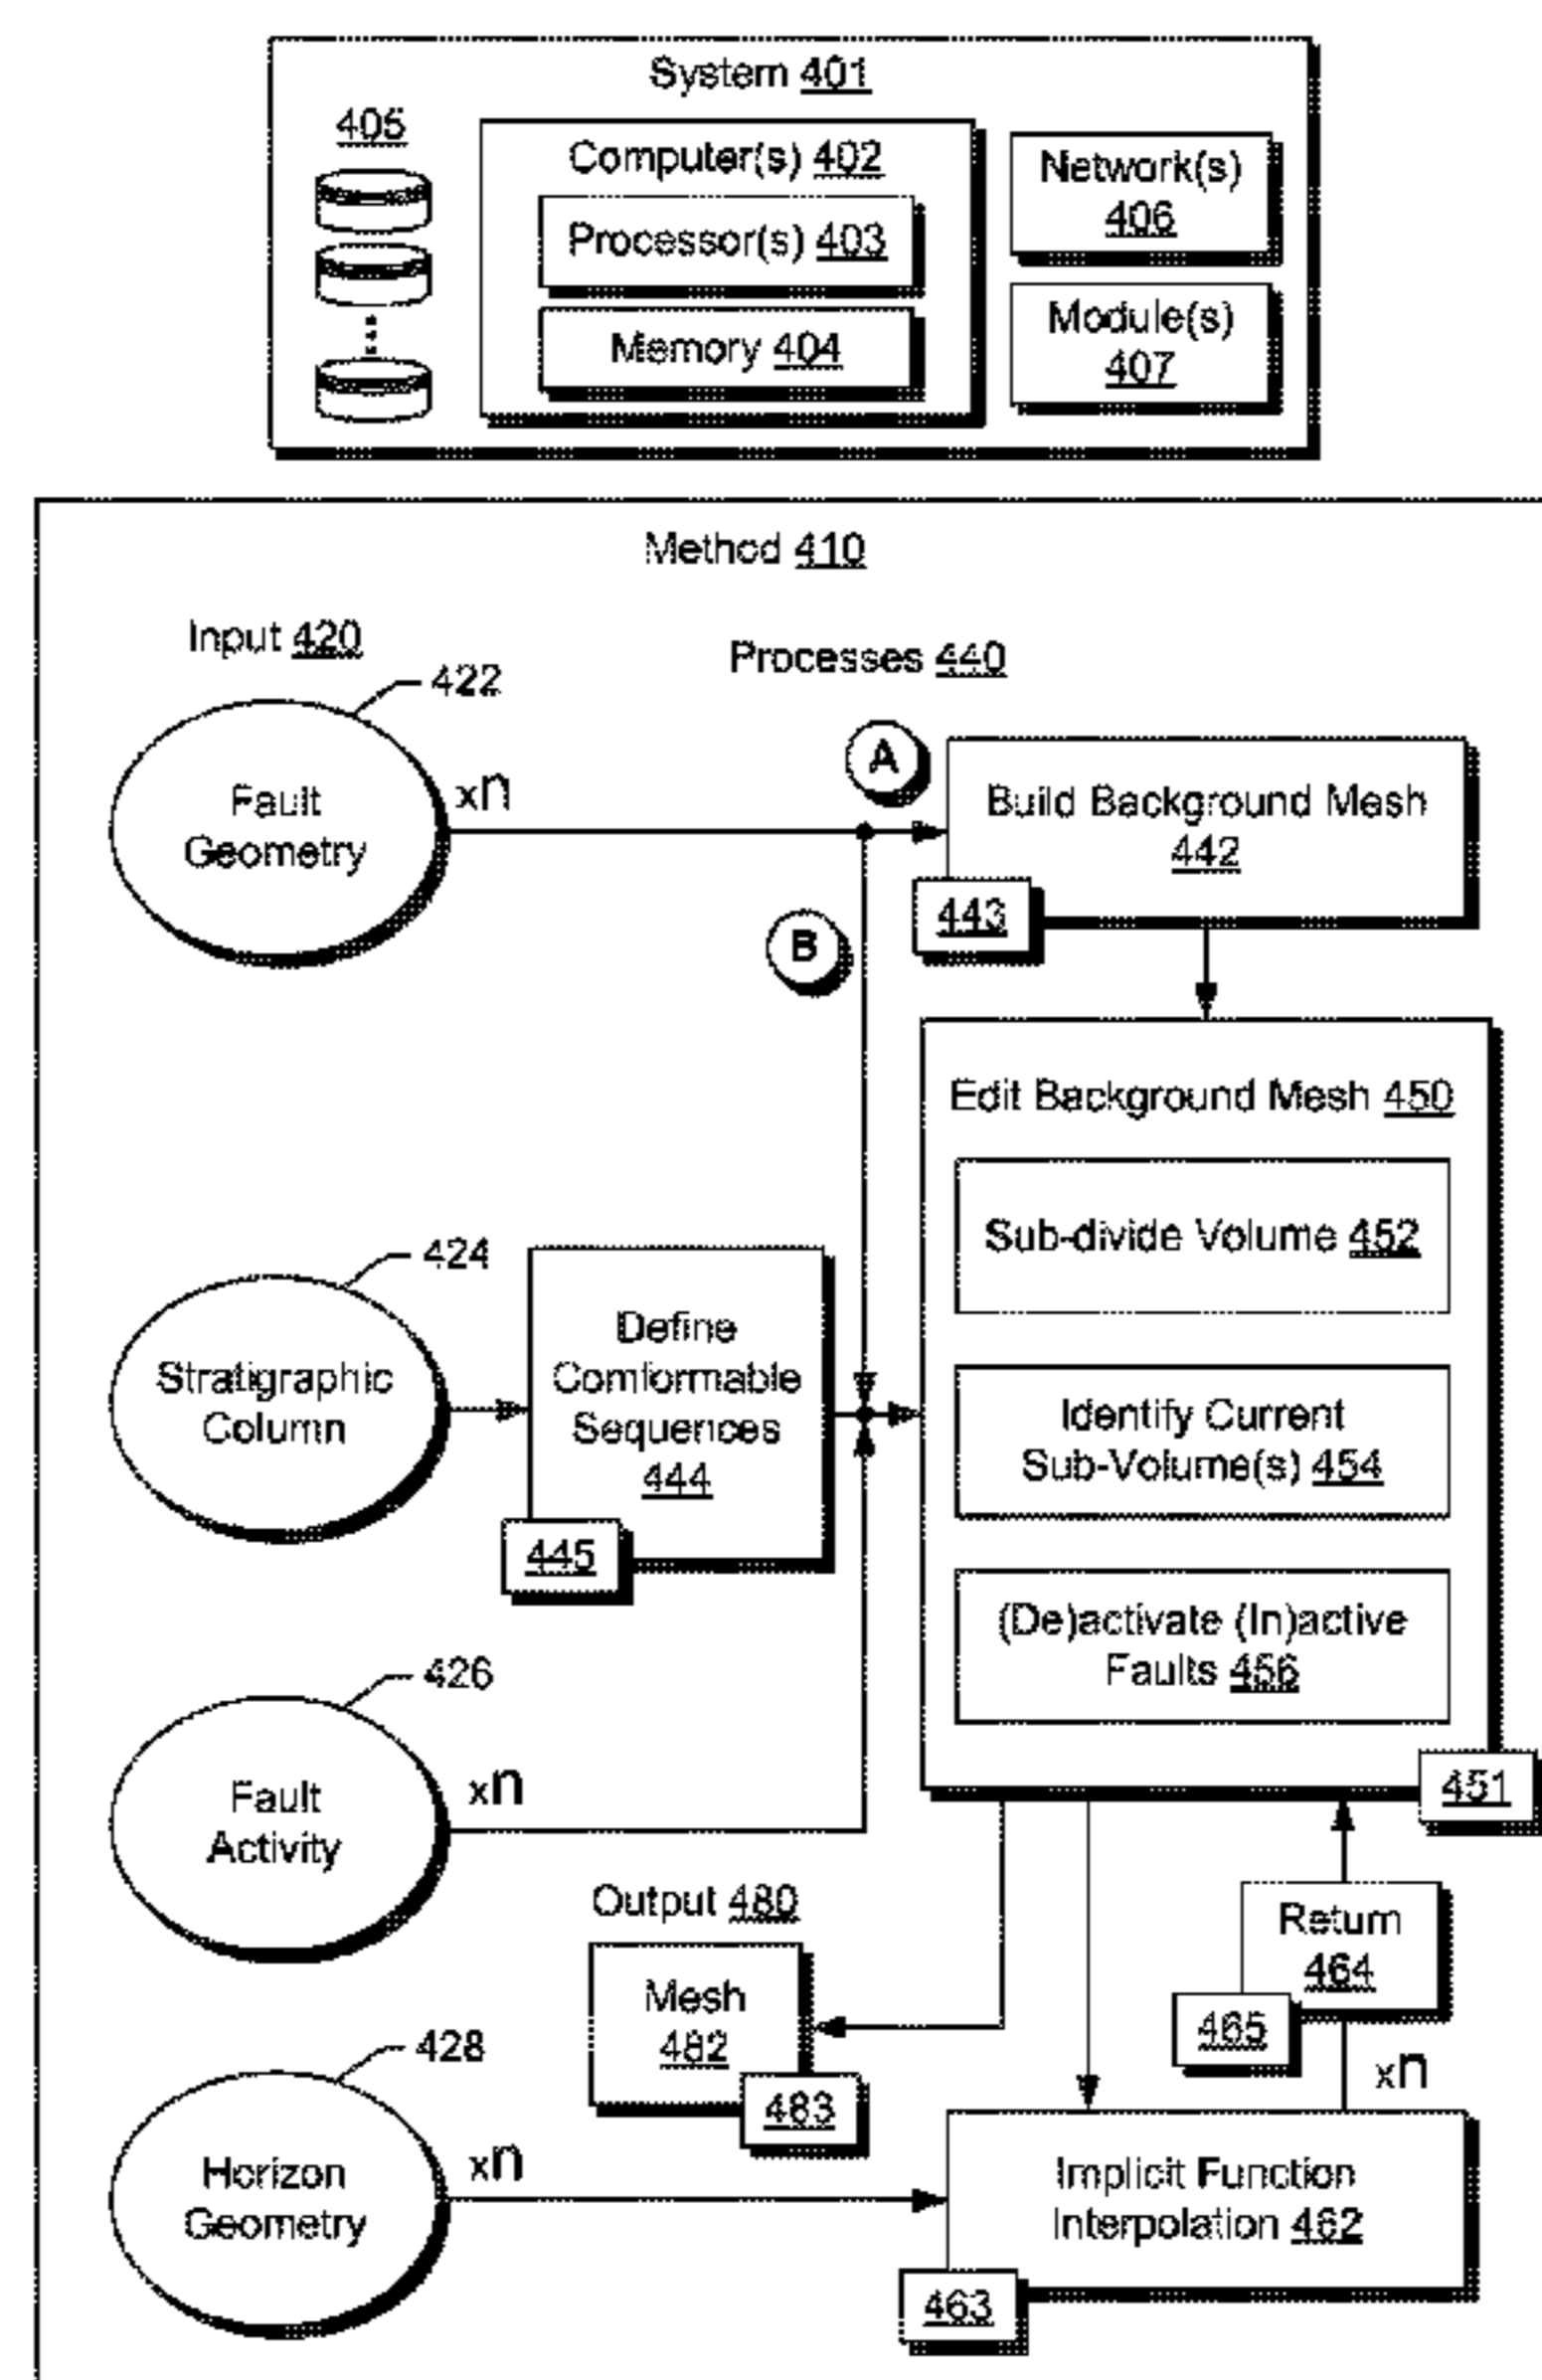 System 401
405
Computer(s) 402
Processor(s) 403
Memory 404
Network(s)
406
Module(s)
407
Method 410
Input 420
Processes 440
422
Fault
Geometry
xn
A
B
Build Background Mesh
442
443
Edit Background Mesh 450
Sub-divide Volume 452
Identify Current
Sub-Volume(s) 454
(De)activate (In)active
Faults 456
451
424
Stratigraphic
Column
Define
Comformable
Sequences
444
445
426
Fault
Activity
xn
Output 480
Mesh
482
483
Return
464
465
xn
428
Horizon
Geometry
xn
Implicit Function
Interpolation 462
463